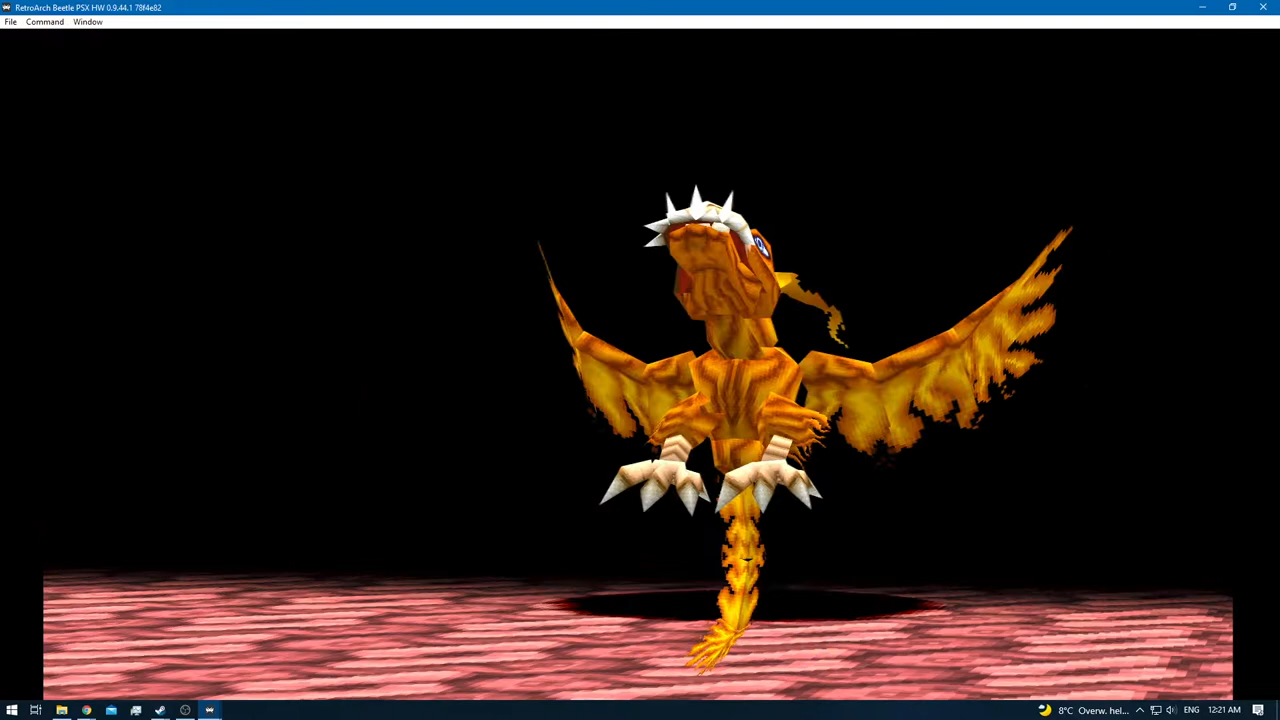 RetroArch Beetle PSX HW 0.9.44.1 78f4e82
File Command Window
8°C Overw. hel... ENG 12:21 AM